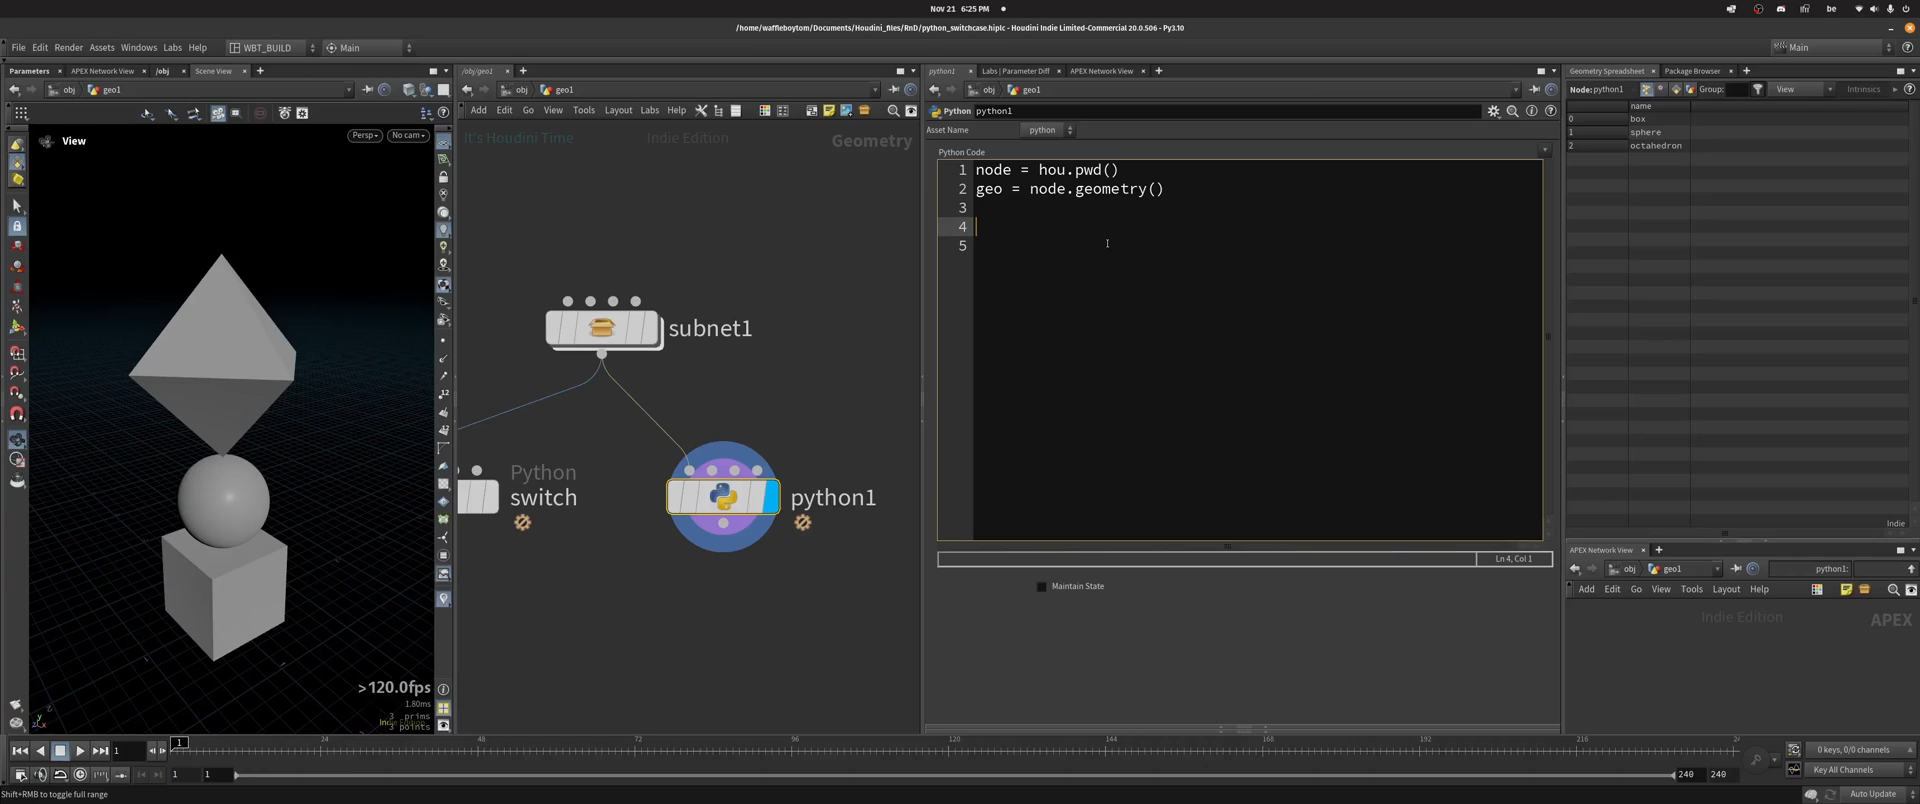 Nov 21 6:25 PM
be
/home/waffleboytom/Documents/Houdini_files/RnD/python_switchcase.hiplc - Houdini Indie Limited-Commercial 20.0.506 - Py3.10
File Edit Render Assets Windows Labs Help WBT_BUILD Main
Main
Parameters APEX Network View /obj Scene View
obj geo1
View
Persp No cam
>120.0fps
1.80ms
3 prims
3 points
/obj/geo1
obj geo1
Add Edit Go View Tools Layout Labs Help
It's Houdini Time Indie Edition Geometry
subnet1
Python
switch
python1
python1 Labs | Parameter Diff APEX Network View
obj geo1
Python python1
Asset Name python
Python Code
1 node = hou.pwd()
2 geo = node.geometry()
3
4
5
Ln 4, Col 1
Maintain State
Geometry Spreadsheet Package Browser
Node: python1 Group: View Intrinsics
name
0 box
1 sphere
2 octahedron
Indie
APEX Network View
obj geo1 python1:
Add Edit Go View Tools Layout Help
Indie Edition APEX
1 24 48 72 96 120 144 168 192 216
1
0 keys, 0/0 channels
1 1 240 240
Key All Channels
Shift+RMB to toggle full range
Auto Update